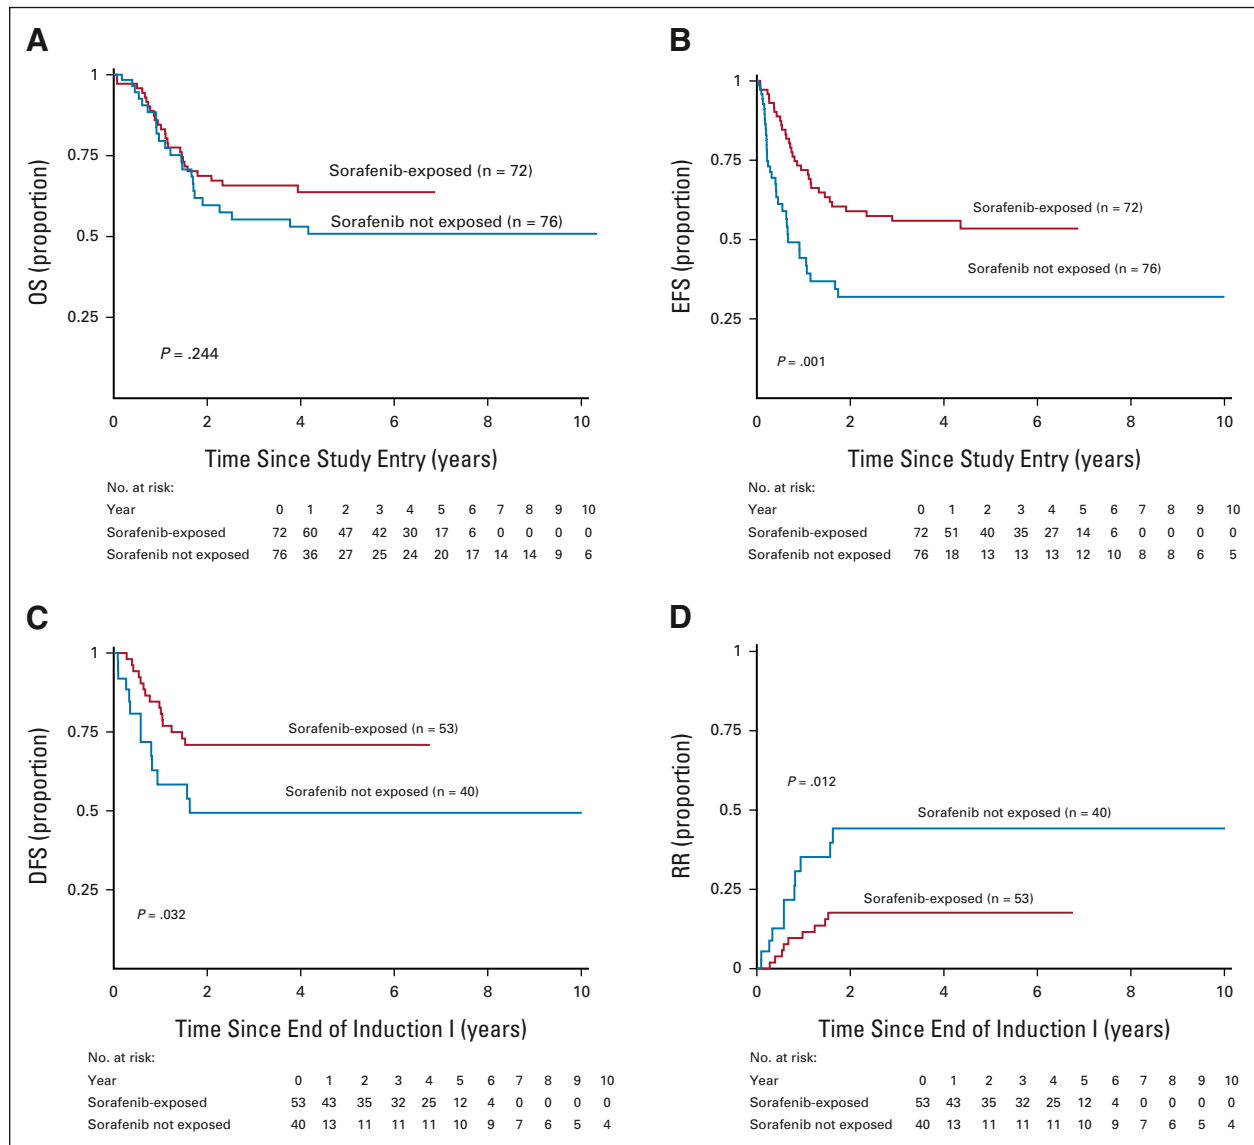 A
OS (proportion)
1
0.75
0.5
0.25
Sorafenib-exposed (n = 72)
Sorafenib not exposed (n = 76)
P = .244
0 2 4 6 8 10
Time Since Study Entry (years)
No. at risk:
Year 0 1 2 3 4 5 6 7 8 9 10
Sorafenib-exposed 72 60 47 42 30 17 6 0 0 0 0
Sorafenib not exposed 76 36 27 25 24 20 17 14 14 9 6
B
EFS (proportion)
1
0.75
0.5
0.25
Sorafenib-exposed (n = 72)
Sorafenib not exposed (n = 76)
P = .001
0 2 4 6 8 10
Time Since Study Entry (years)
No. at risk:
Year 0 1 2 3 4 5 6 7 8 9 10
Sorafenib-exposed 72 51 40 35 27 14 6 0 0 0 0
Sorafenib not exposed 76 18 13 13 13 12 10 8 8 6 5
C
DFS (proportion)
1
0.75
0.5
0.25
Sorafenib-exposed (n = 53)
Sorafenib not exposed (n = 40)
P = .032
0 2 4 6 8 10
Time Since End of Induction I (years)
No. at risk:
Year 0 1 2 3 4 5 6 7 8 9 10
Sorafenib-exposed 53 43 35 32 25 12 4 0 0 0 0
Sorafenib not exposed 40 13 11 11 11 10 9 7 6 5 4
D
RR (proportion)
1
0.75
0.5
0.25
0
P = .012
Sorafenib not exposed (n = 40)
Sorafenib-exposed (n = 53)
0 2 4 6 8 10
Time Since End of Induction I (years)
No. at risk:
Year 0 1 2 3 4 5 6 7 8 9 10
Sorafenib-exposed 53 43 35 32 25 12 4 0 0 0 0
Sorafenib not exposed 40 13 11 11 11 10 9 7 6 5 4